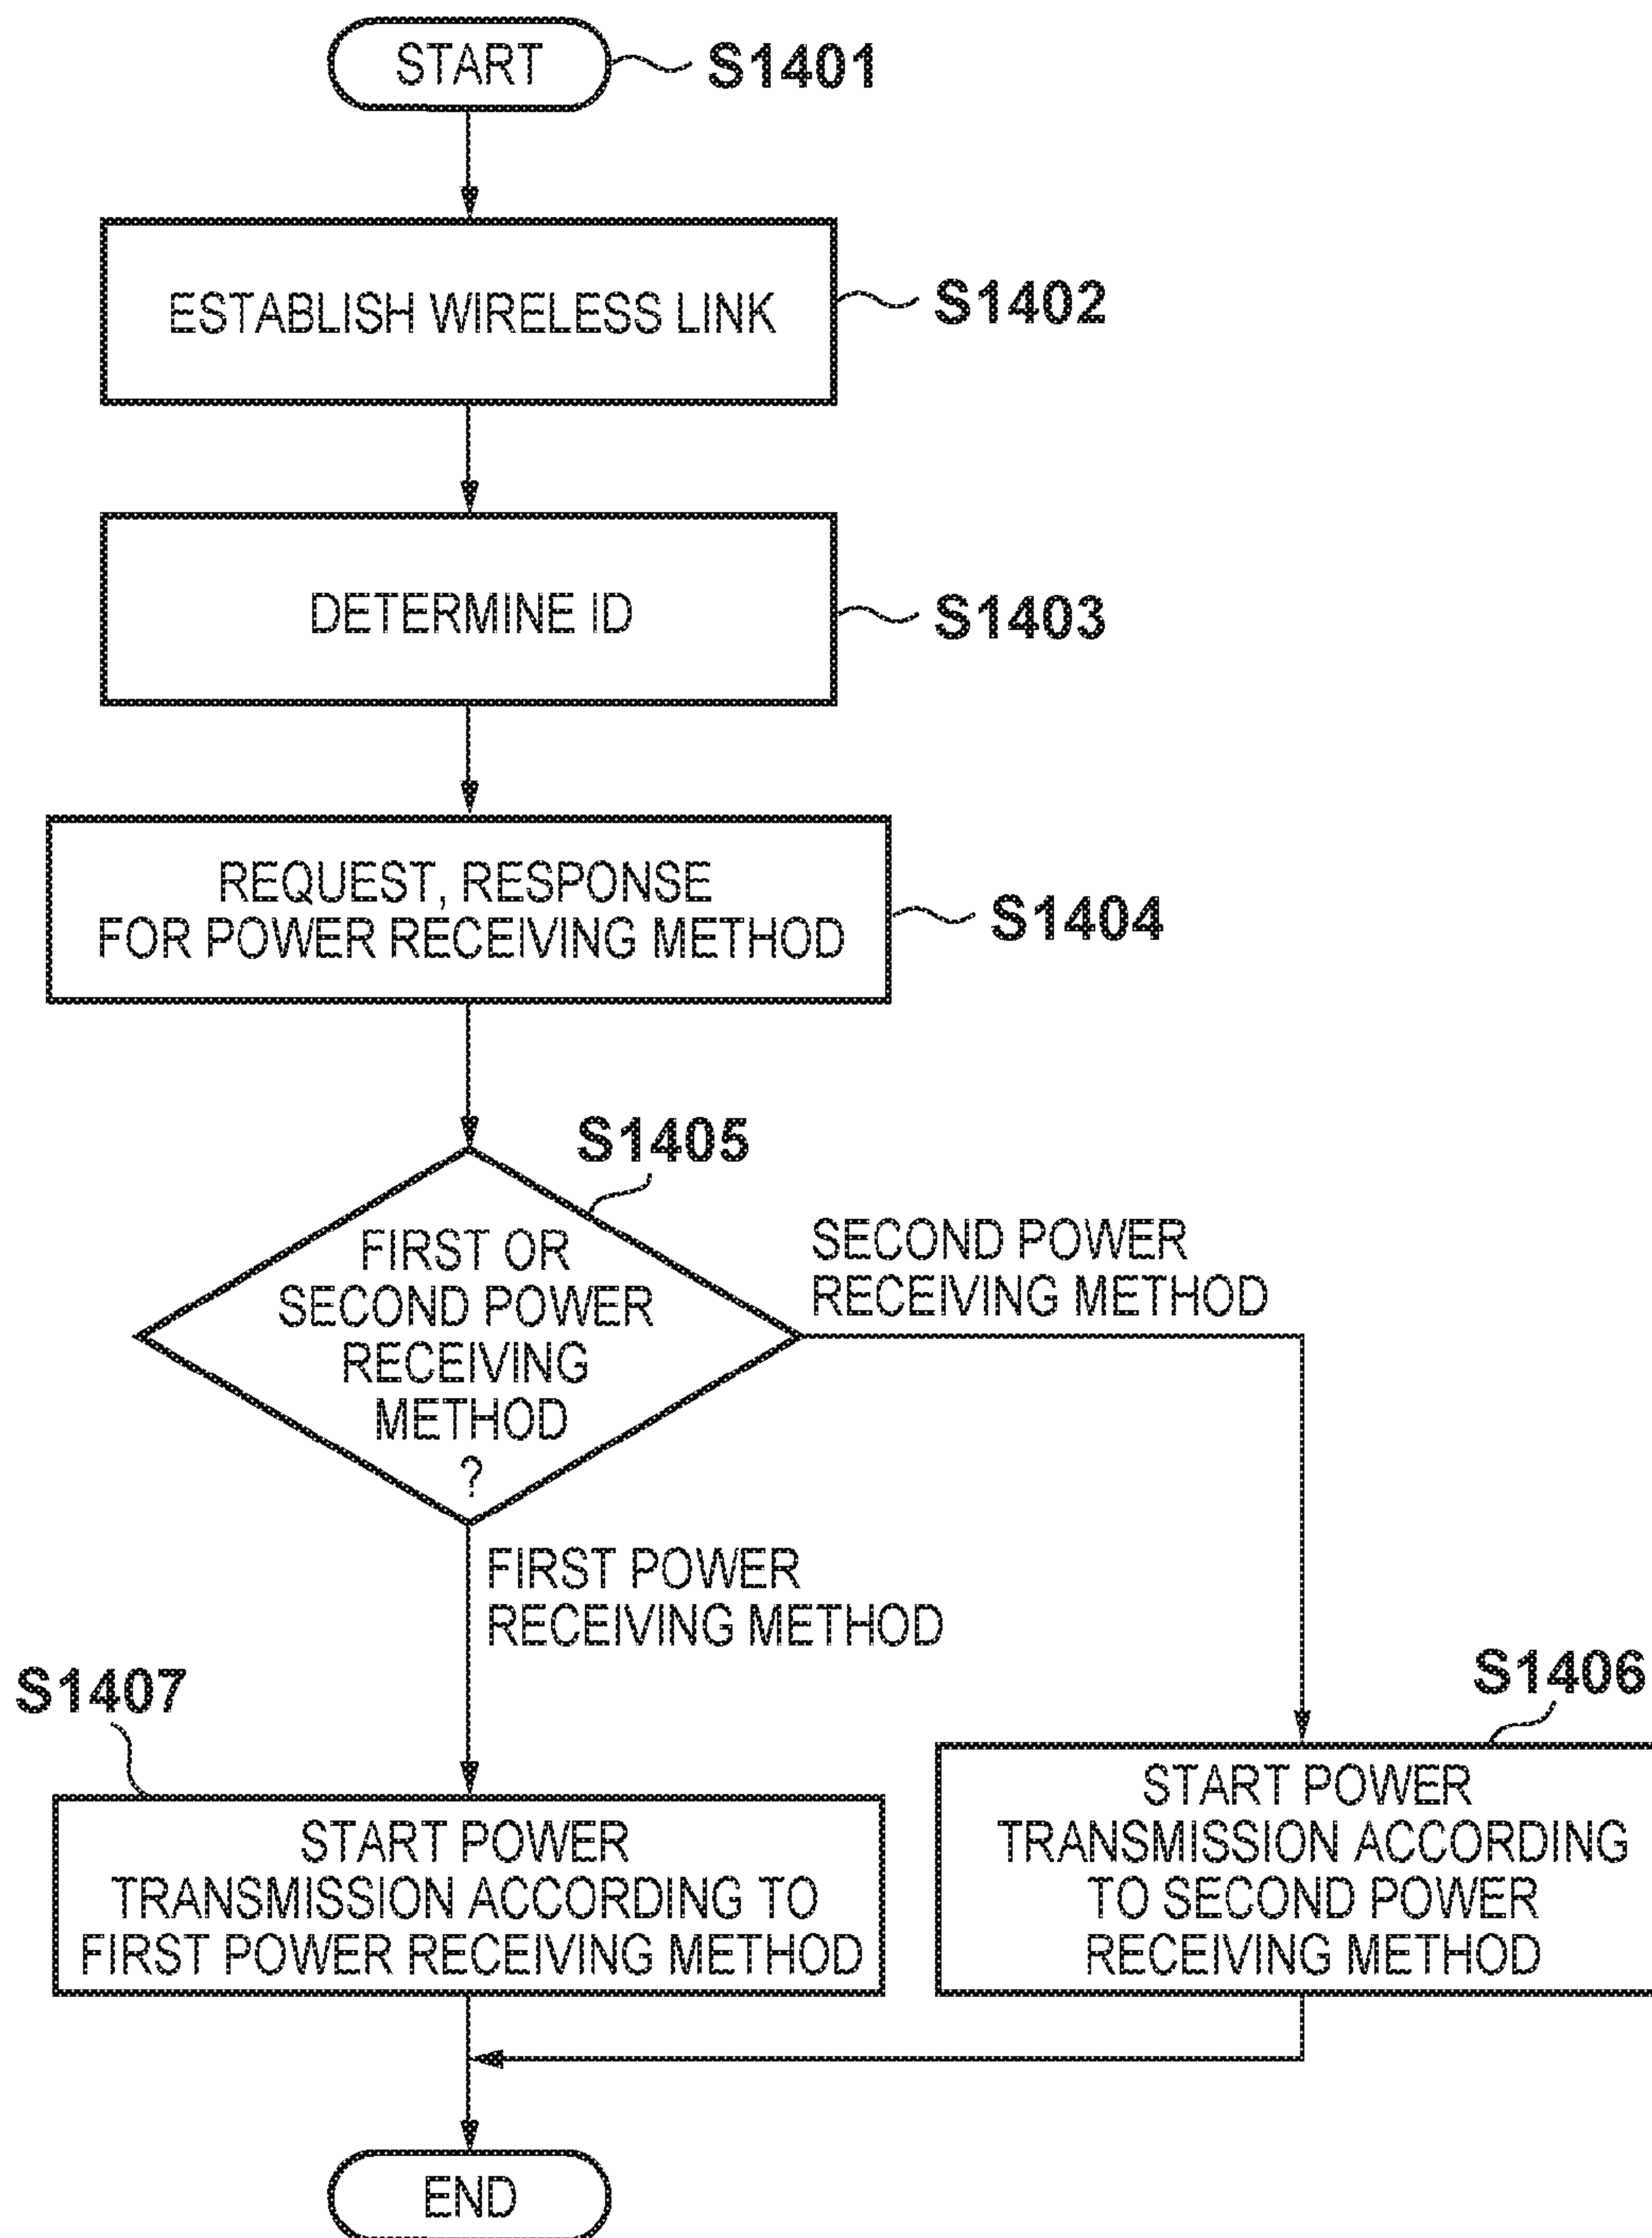 START
S1401
ESTABLISH WIRELESS LINK
S1402
DETERMINE ID
S1403
REQUEST, RESPONSE
FOR POWER RECEIVING METHOD
S1404
S1405
FIRST OR
SECOND POWER
RECEIVING
METHOD
?
SECOND POWER
RECEIVING METHOD
FIRST POWER
RECEIVING METHOD
S1407
START POWER
TRANSMISSION ACCORDING TO
FIRST POWER RECEIVING METHOD
S1406
START POWER
TRANSMISSION ACCORDING
TO SECOND POWER
RECEIVING METHOD
END